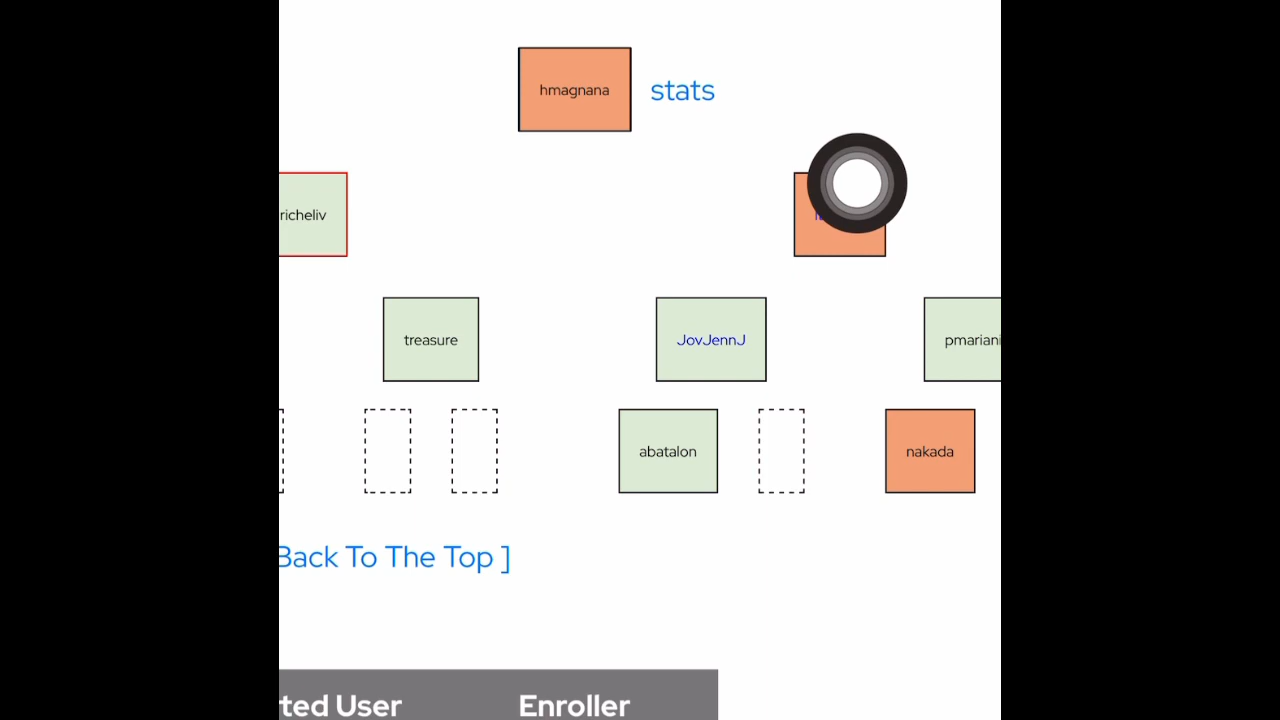 hmagnana
stats
richeliv
treasure
JovJennJ
pmariani
abatalon
nakada
Back To The Top ]
ted User
Enroller